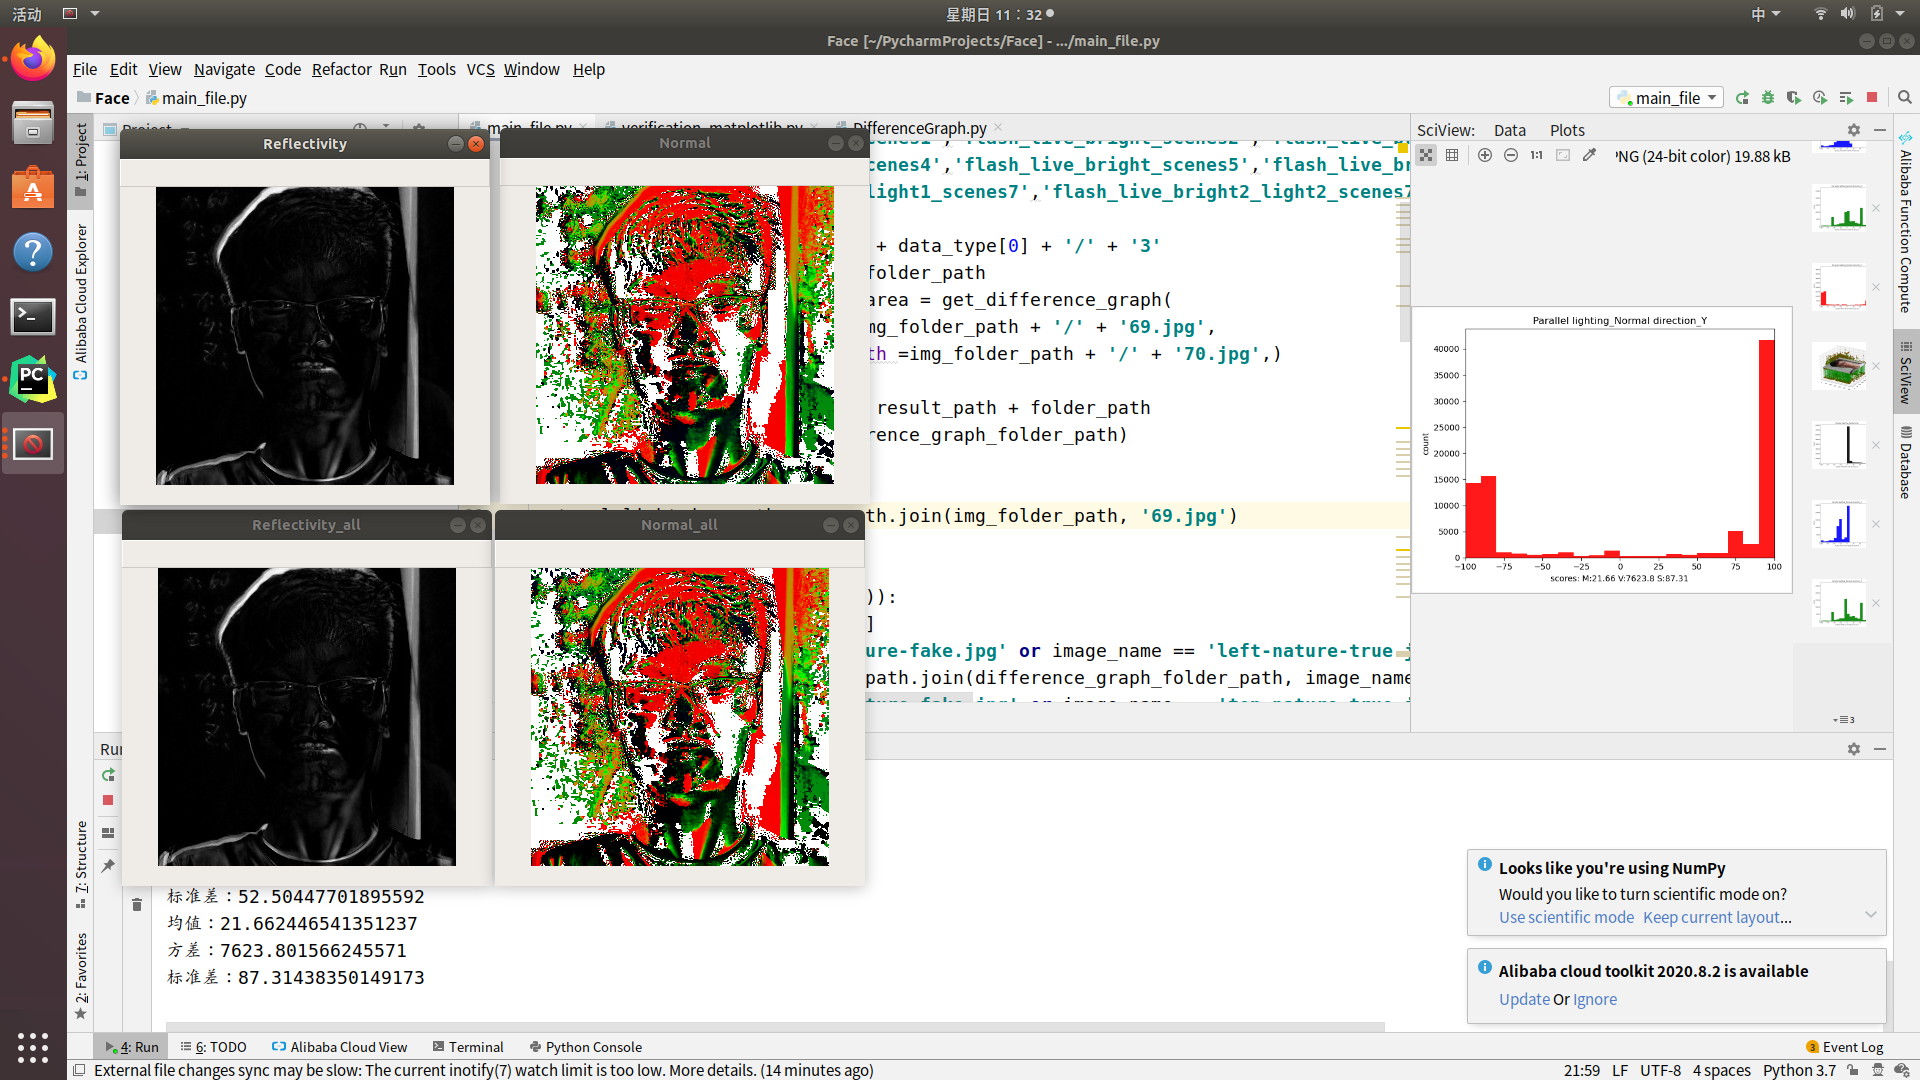 活动
星期日 11：32
中
Face [~/PycharmProjects/Face] - .../main_file.py
File Edit View Navigate Code Refactor Run Tools VCS Window Help
Face main_file.py
main_file
1: Project
Alibaba Cloud Explorer
7: Structure
2: Favorites
Project
main_file.py
verification_matplotlib.py
DifferenceGraph.py
Reflectivity
Normal
Reflectivity_all
Normal_all
cenes4','flash_live_bright_scenes5','flash_live_br
light1_scenes7','flash_live_bright2_light2_scenes7
+ data_type[0] + '/' + '3'
folder_path
area = get_difference_graph(
mg_folder_path + '/' + '69.jpg',
th =img_folder_path + '/' + '70.jpg',)
result_path + folder_path
rence_graph_folder_path)
th.join(img_folder_path, '69.jpg')
)):
]
ure-fake.jpg' or image_name == 'left-nature-true.j
path.join(difference_graph_folder_path, image_name
SciView: Data Plots
1:1
PNG (24-bit color) 19.88 kB
Parallel lighting_Normal direction_Y
count
40000
35000
30000
25000
20000
15000
10000
5000
0
−100 −75 −50 −25 0 25 50 75 100
scores: M:21.66 V:7623.8 S:87.31
3
Alibaba Function Compute
SciView
Database
Run
标准差：52.50447701895592
均值：21.662446541351237
方差：7623.801566245571
标准差：87.31438350149173
Looks like you're using NumPy
Would you like to turn scientific mode on?
Use scientific mode Keep current layout...
Alibaba cloud toolkit 2020.8.2 is available
Update Or Ignore
4: Run 6: TODO Alibaba Cloud View Terminal Python Console
3 Event Log
External file changes sync may be slow: The current inotify(7) watch limit is too low. More details. (14 minutes ago)
21:59 LF UTF-8 4 spaces Python 3.7